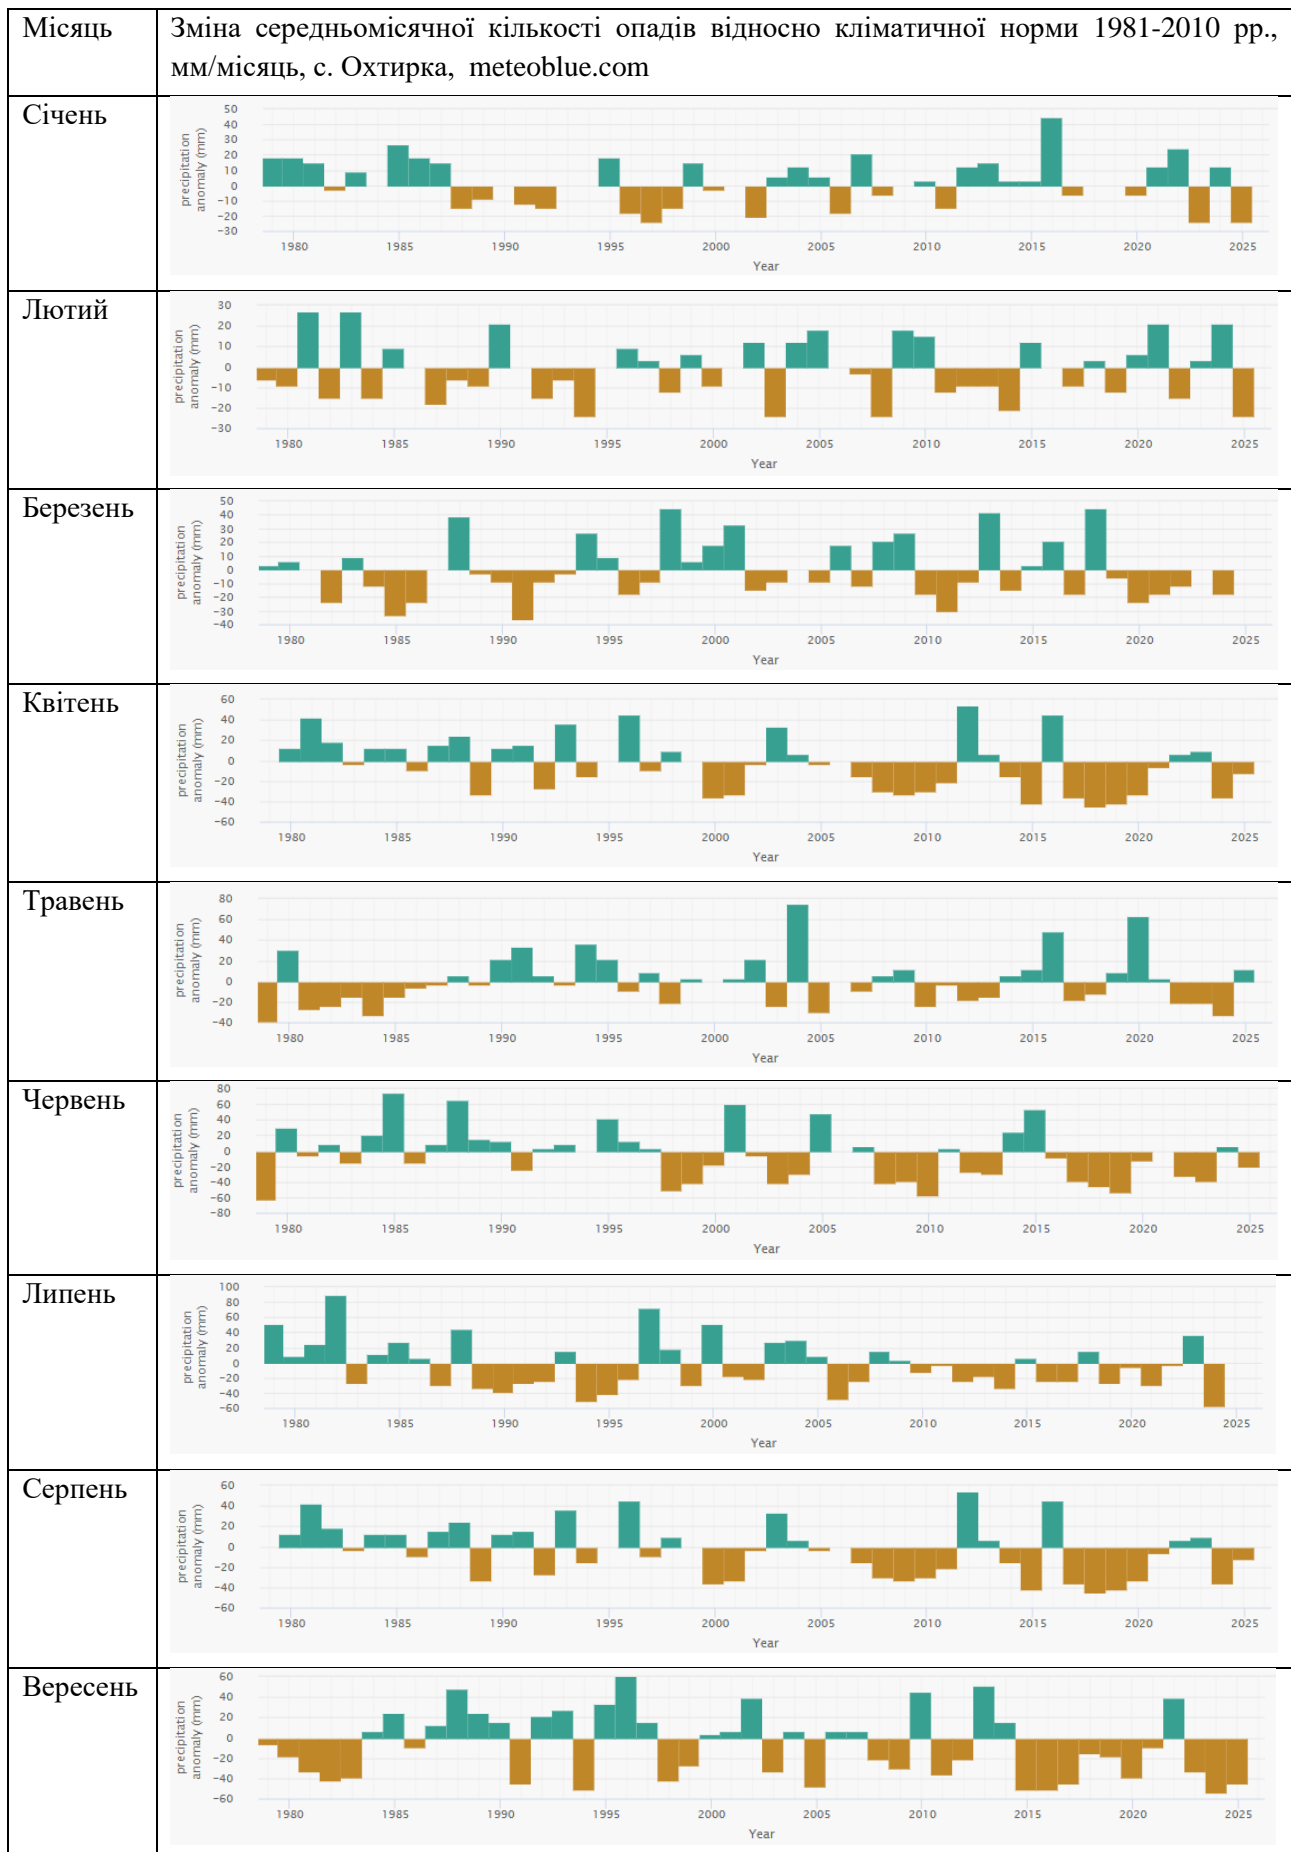 Місяць
Зміна середньомісячної кількості опадів відносно кліматичної норми 1981-2010 рр.,
мм/місяць, с. Охтирка, meteoblue.com
Січень
precipitation
anomaly (mm)
50
40
30
20
10
0
−10
−20
−30
1980 1985 1990 1995 2000 2005 2010 2015 2020 2025
Year
Лютий
precipitation
anomaly (mm)
30
20
10
0
−10
−20
−30
1980 1985 1990 1995 2000 2005 2010 2015 2020 2025
Year
Березень
precipitation
anomaly (mm)
50
40
30
20
10
0
−10
−20
−30
−40
1980 1985 1990 1995 2000 2005 2010 2015 2020 2025
Year
Квітень
precipitation
anomaly (mm)
60
40
20
0
−20
−40
−60
1980 1985 1990 1995 2000 2005 2010 2015 2020 2025
Year
Травень
precipitation
anomaly (mm)
80
60
40
20
0
−20
−40
1980 1985 1990 1995 2000 2005 2010 2015 2020 2025
Year
Червень
precipitation
anomaly (mm)
80
60
40
20
0
−20
−40
−60
−80
1980 1985 1990 1995 2000 2005 2010 2015 2020 2025
Year
Липень
precipitation
anomaly (mm)
100
80
60
40
20
0
−20
−40
−60
1980 1985 1990 1995 2000 2005 2010 2015 2020 2025
Year
Серпень
precipitation
anomaly (mm)
60
40
20
0
−20
−40
−60
1980 1985 1990 1995 2000 2005 2010 2015 2020 2025
Year
Вересень
precipitation
anomaly (mm)
60
40
20
0
−20
−40
−60
1980 1985 1990 1995 2000 2005 2010 2015 2020 2025
Year